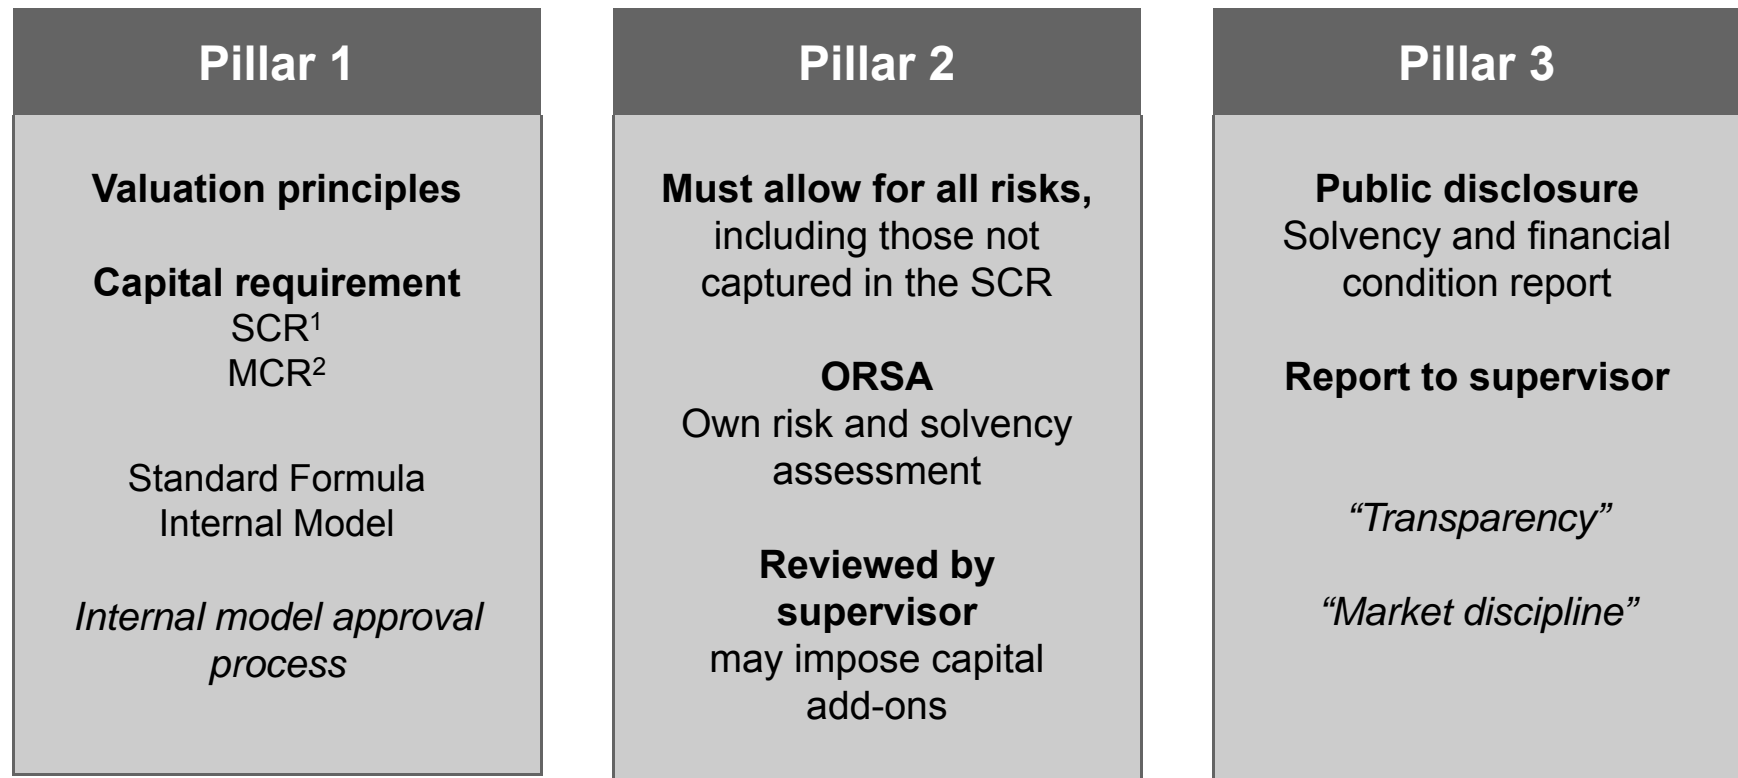 Pillar 1
Valuation principles
Capital requirement
SCR¹
MCR²
Standard Formula
Internal Model
Internal model approval
process
Pillar 2
Must allow for all risks,
including those not
captured in the SCR
ORSA
Own risk and solvency
assessment
Reviewed by
supervisor
may impose capital
add-ons
Pillar 3
Public disclosure
Solvency and financial
condition report
Report to supervisor
“Transparency”
“Market discipline”